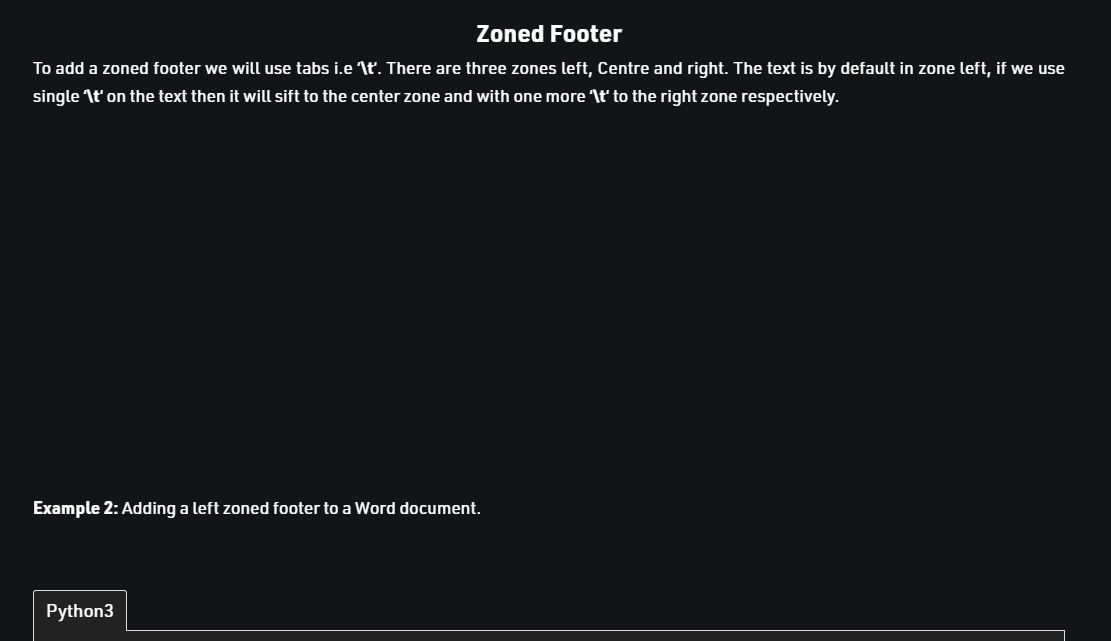 Zoned Footer
To add a zoned footer we will use tabs i.e ‘\t’. There are three zones left, Centre and right. The text is by default in zone left, if we use
single ‘\t’ on the text then it will sift to the center zone and with one more ‘\t’ to the right zone respectively.
Example 2: Adding a left zoned footer to a Word document.
Python3